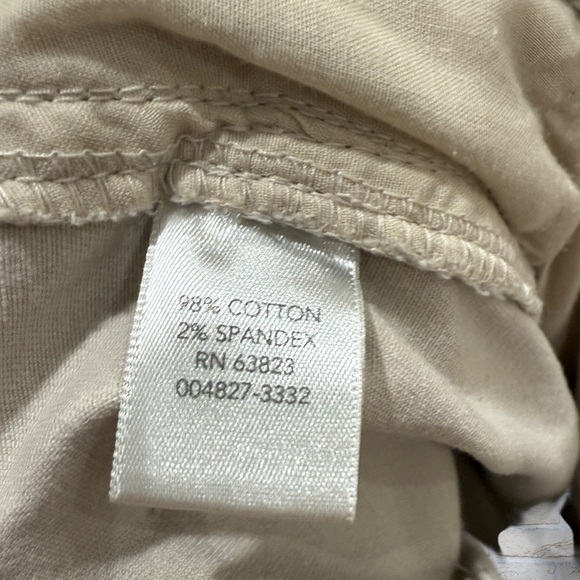 98% COTTON
2% SPANDEX
RN 63823
004827-3332